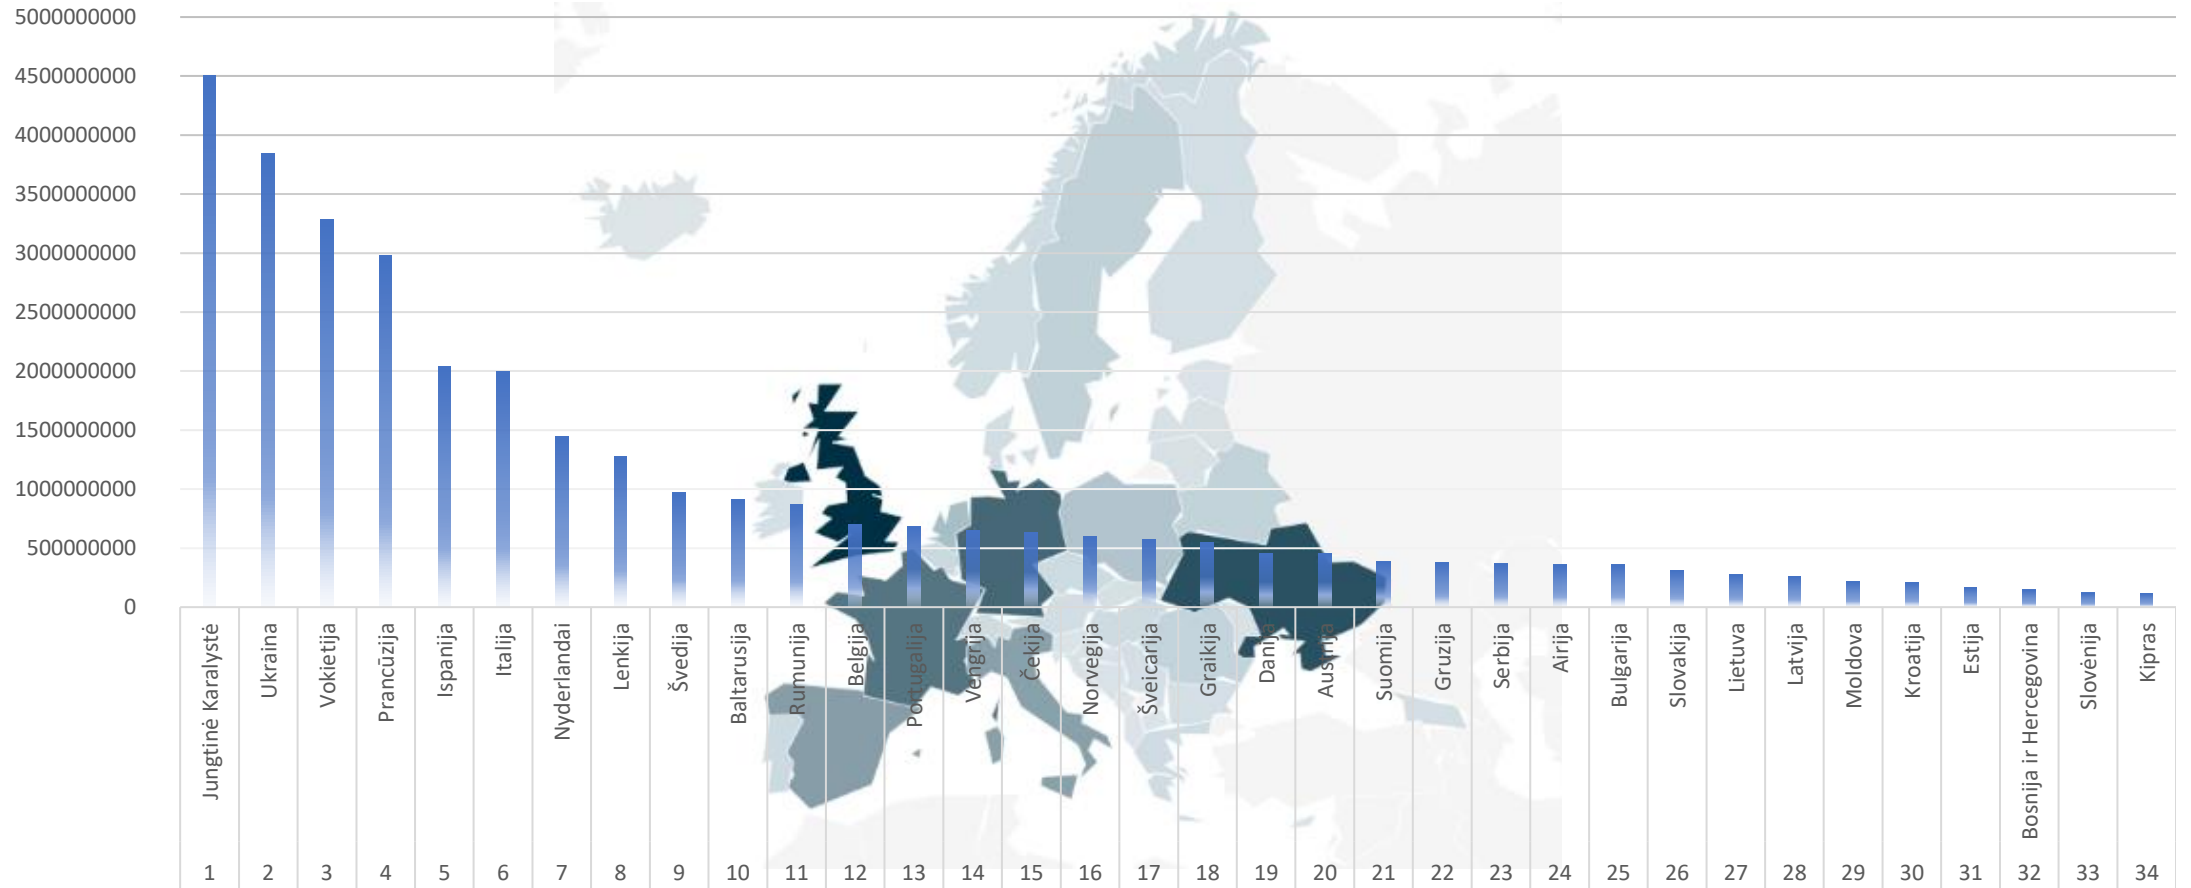 5000000000
4500000000
4000000000
3500000000
3000000000
2500000000
2000000000
1500000000
1000000000
500000000
0
Jungtinė Karalystė
Ukraina
Vokietija
Prancūzija
Ispanija
Italija
Nyderlandai
Lenkija
Švedija
Baltarusija
Rumunija
Belgija
Portugalija
Vengrija
Čekija
Norvegija
Šveicarija
Graikija
Danija
Austrija
Suomija
Gruzija
Serbija
Airija
Bulgarija
Slovakija
Lietuva
Latvija
Moldova
Kroatija
Estija
Bosnija ir Hercegovina
Slovėnija
Kipras
1 2 3 4 5 6 7 8 9 10 11 12 13 14 15 16 17 18 19 20 21 22 23 24 25 26 27 28 29 30 31 32 33 34